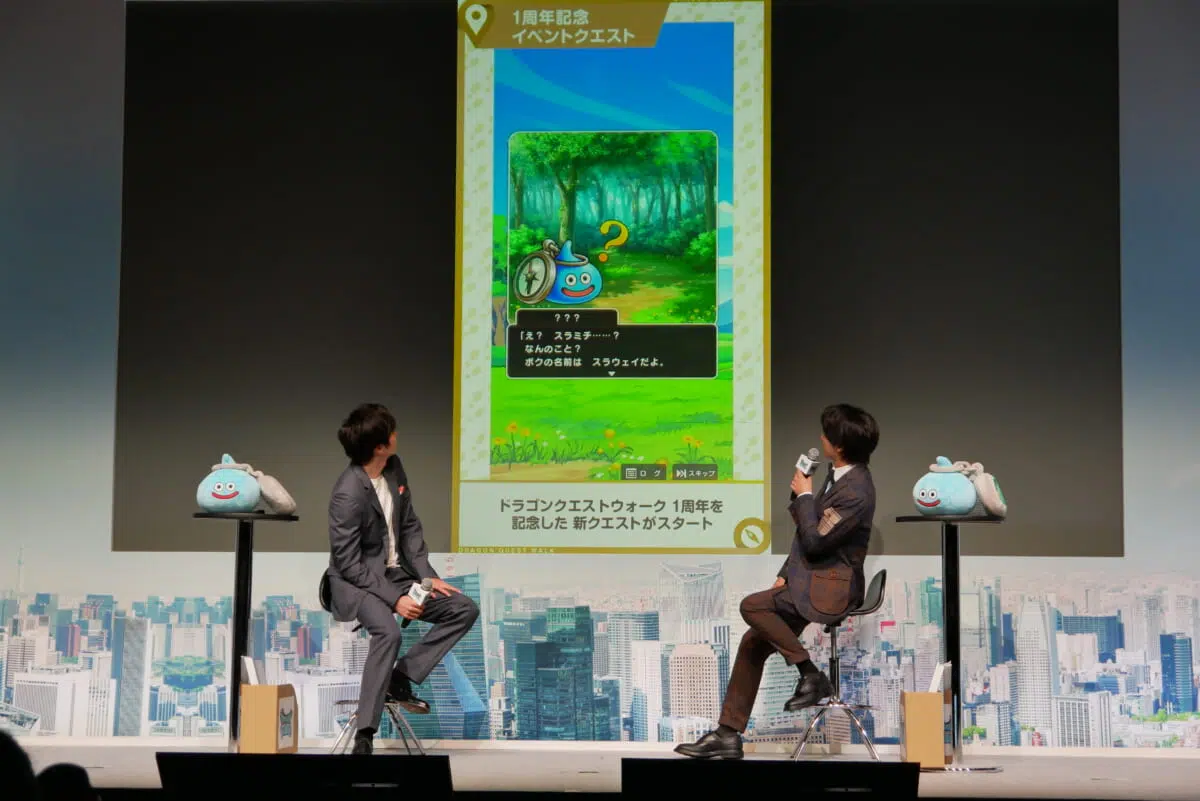 1周年記念
イベントクエスト
？？？
「え？　スラミチ……？
なんのこと？
ボクの名前は　スラウェイだよ。
ログ
スキップ
ドラゴンクエストウォーク 1周年を
記念した 新クエストがスタート
DRAGON QUEST WALK